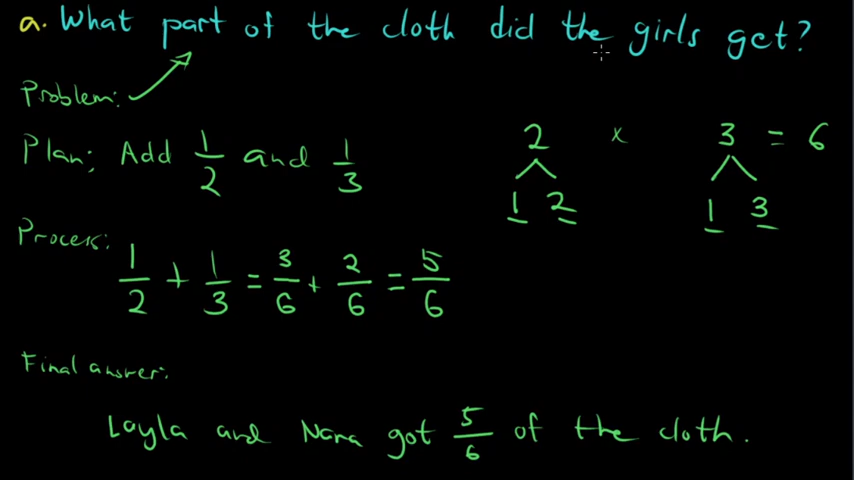 a. What part of the cloth did the girls get?
Problem:
Plan; Add 1/2 and 1/3
2 x 3 = 6
1 2 1 3
Process:
1/2 + 1/3 = 3/6 + 2/6 = 5/6
Final answer:
Layla and Nara got 5/6 of the cloth.